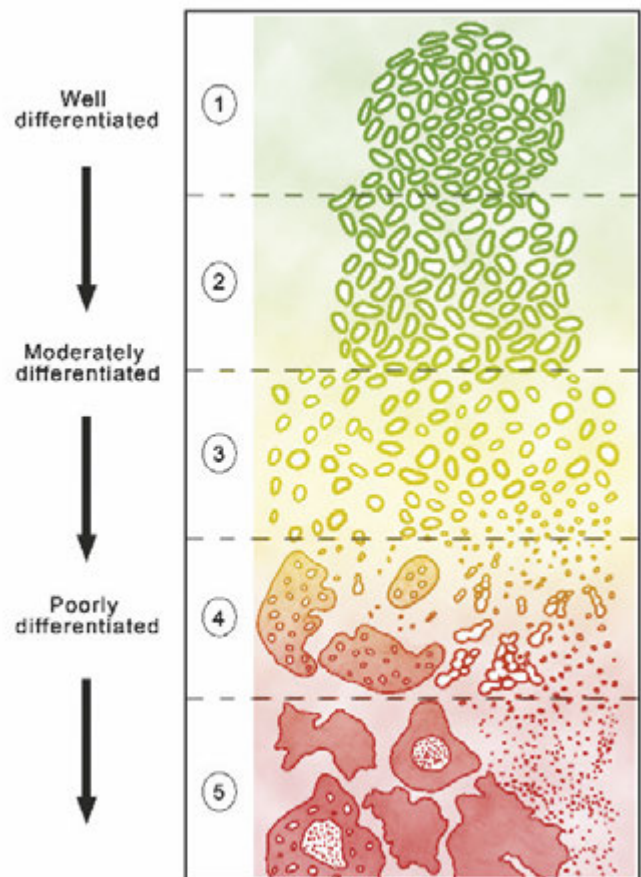 Well
differentiated
1
2
Moderately
differentiated
3
Poorly
differentiated
4
5